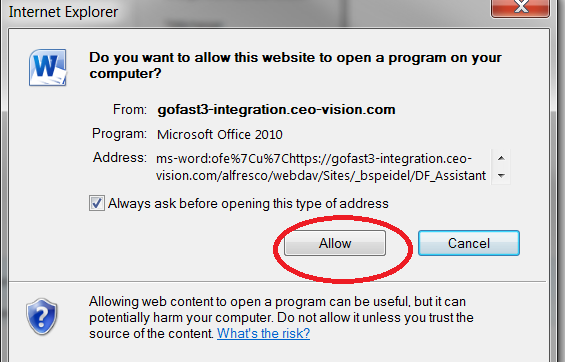 Internet Explorer
Do you want to allow this website to open a program on your
computer?
From: gofast3-integration.ceo-vision.com
Program: Microsoft Office 2010
Address: ms-word:ofe%7Cu%7Chttps://gofast3-integration.ceo-
vision.com/alfresco/webdav/Sites/_bspeidel/DF_Assistant
Always ask before opening this type of address
Allow Cancel
Allowing web content to open a program can be useful, but it can
potentially harm your computer. Do not allow it unless you trust the
source of the content. What's the risk?